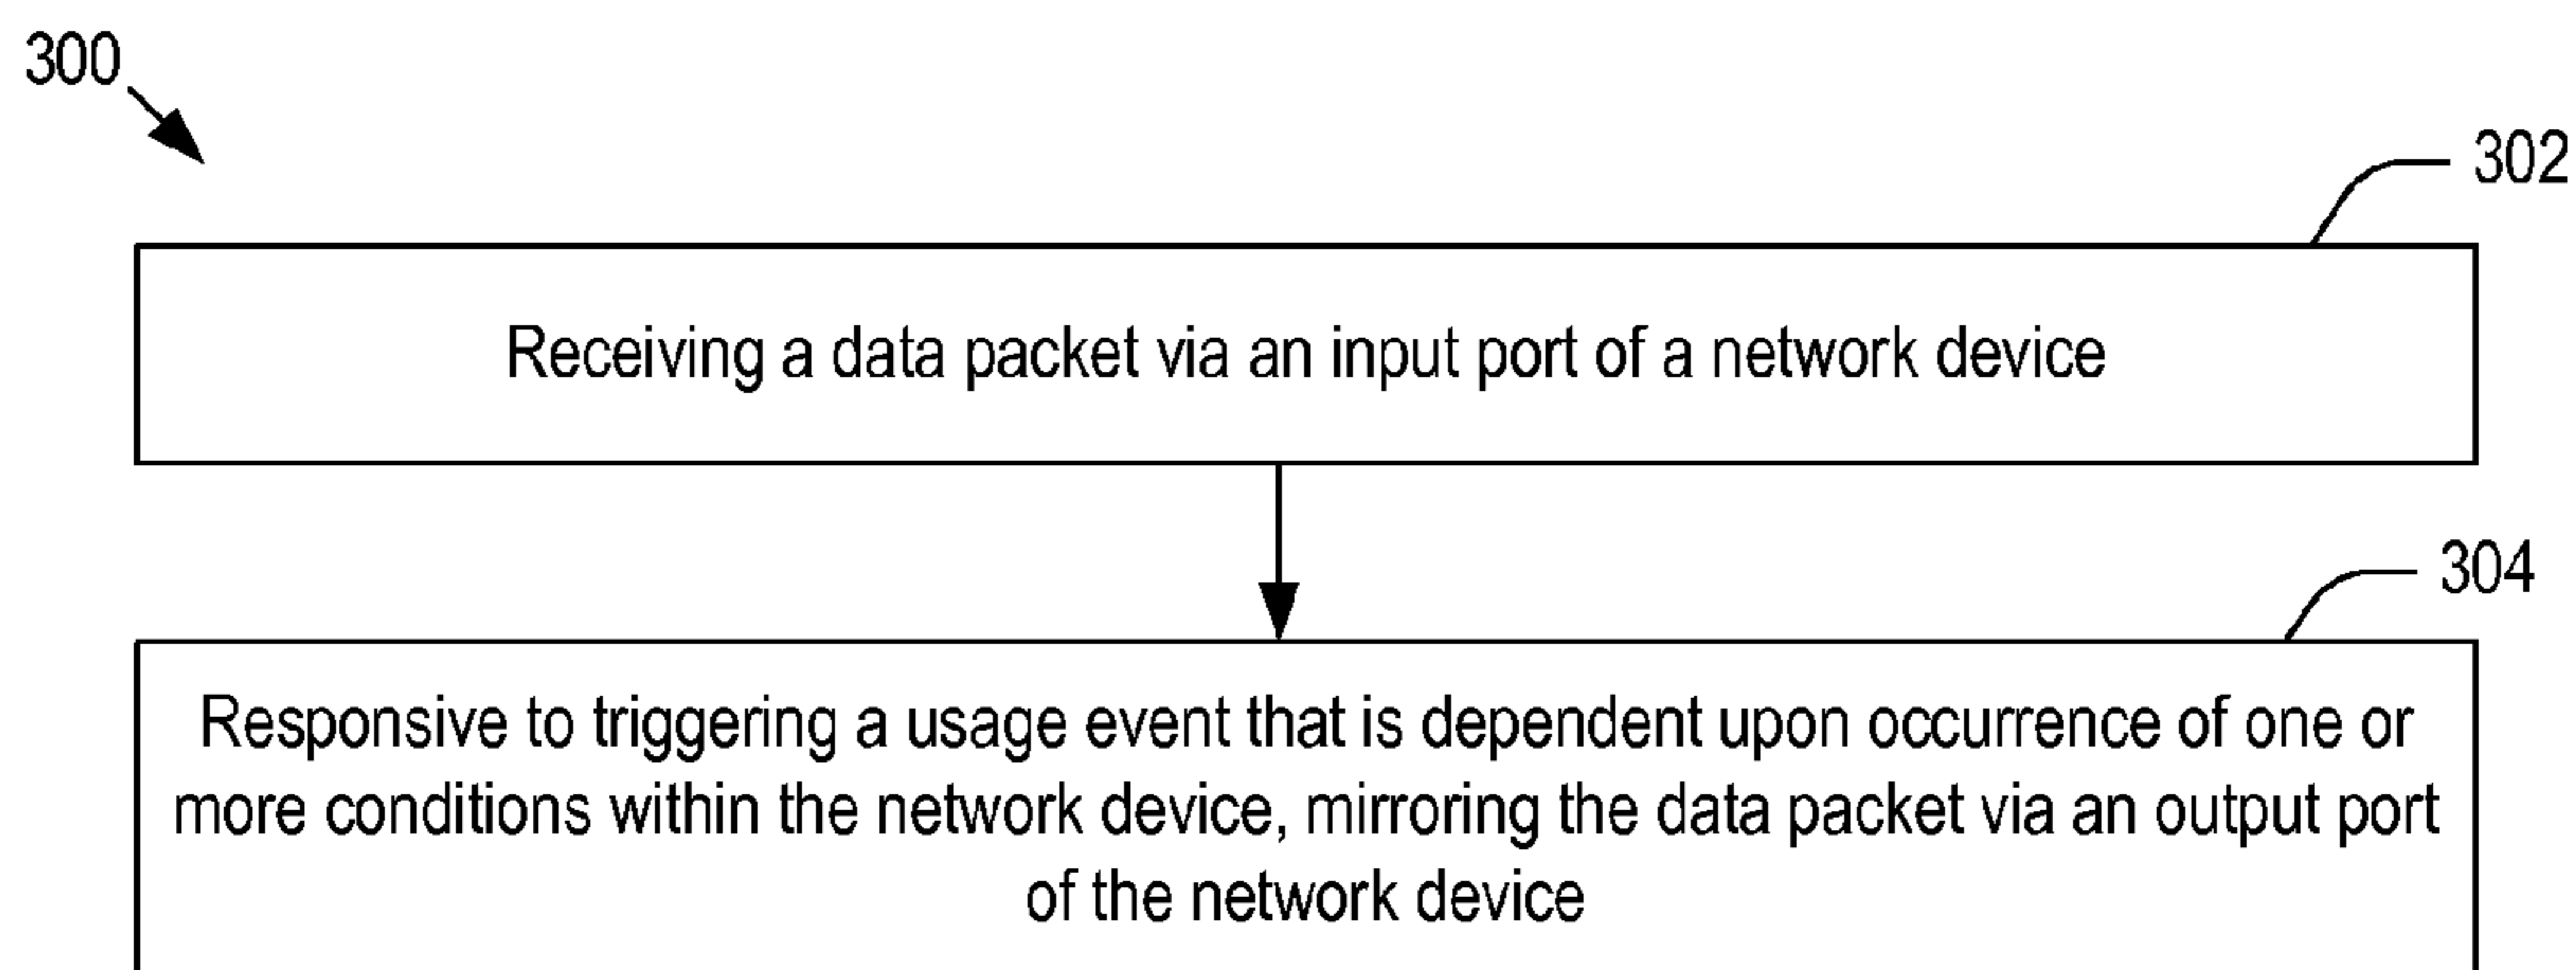 300
302
Receiving a data packet via an input port of a network device
304
Responsive to triggering a usage event that is dependent upon occurrence of one or
more conditions within the network device, mirroring the data packet via an output port
of the network device